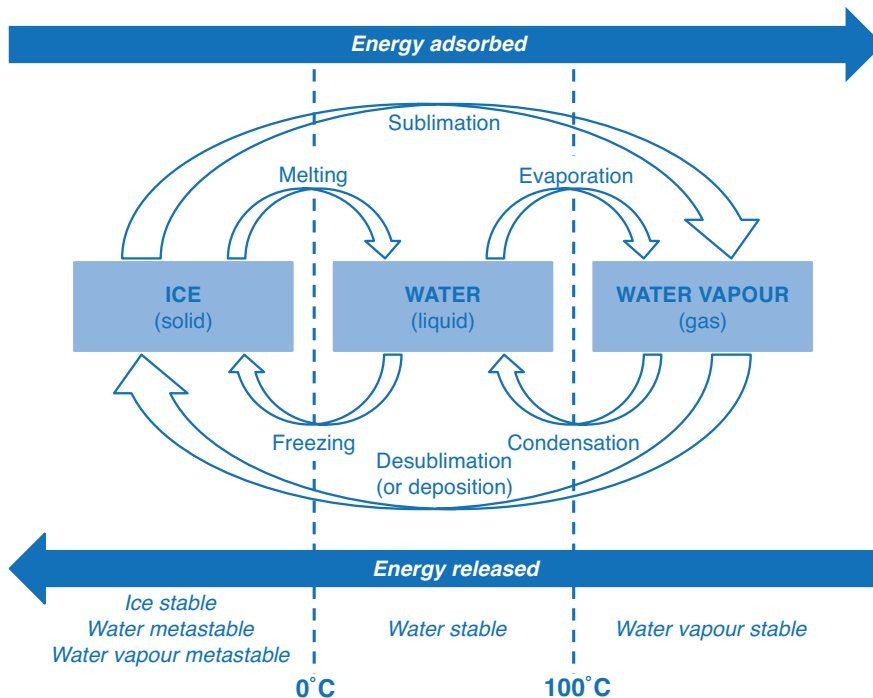 Energy adsorbed
Sublimation
Melting
Evaporation
ICE
(solid)
WATER
(liquid)
WATER VAPOUR
(gas)
Freezing
Condensation
Desublimation
(or deposition)
Energy released
Ice stable
Water metastable
Water vapour metastable
Water stable
Water vapour stable
0°C
100°C